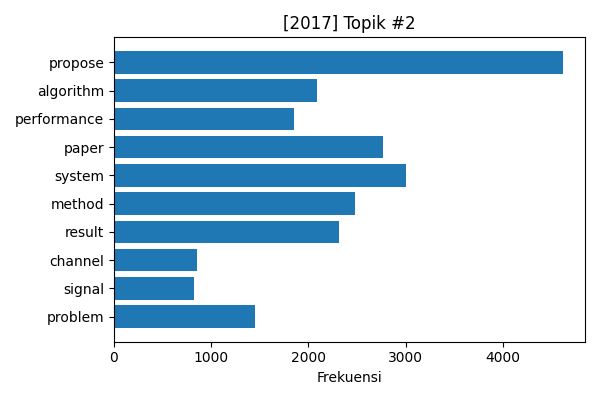 [2017] Topik #2
propose
algorithm
performance
paper
system
method
result
channel
signal
problem
0 1000 2000 3000 4000
Frekuensi